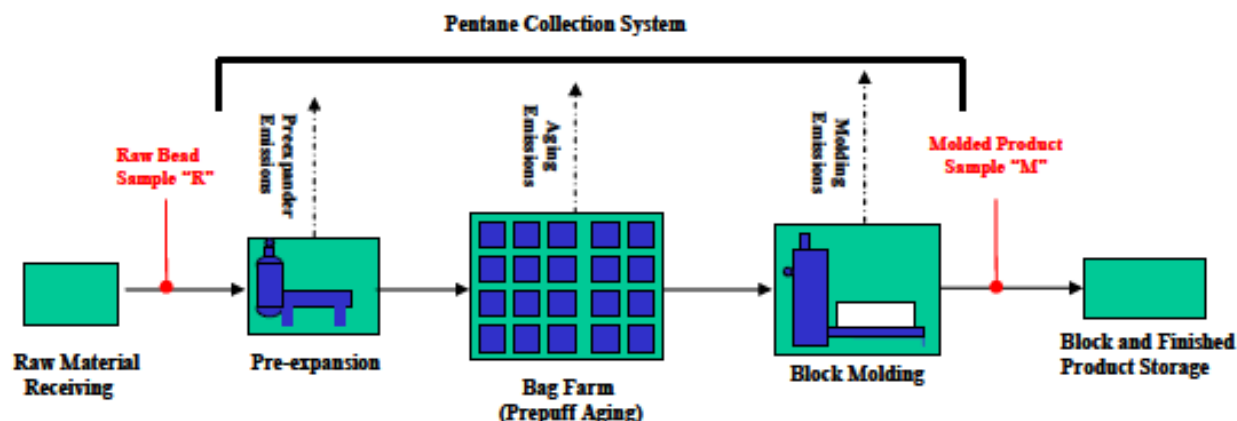 Pentane Collection System
Raw Bead
Sample “R”
Preexpander
Emissions
Aging
Emissions
Molding
Emissions
Molded Product
Sample “M”
Raw Material
Receiving
Pre-expansion
Bag Farm
(Prepuff Aging)
Block Molding
Block and Finished
Product Storage